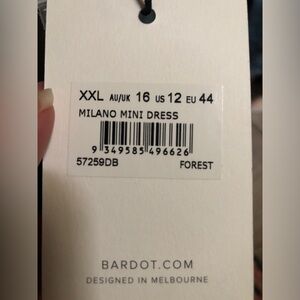 XXL AU/UK 16 US 12 EU 44
MILANO MINI DRESS
9 349585 496626
57259DB FOREST
BARDOT.COM
DESIGNED IN MELBOURNE